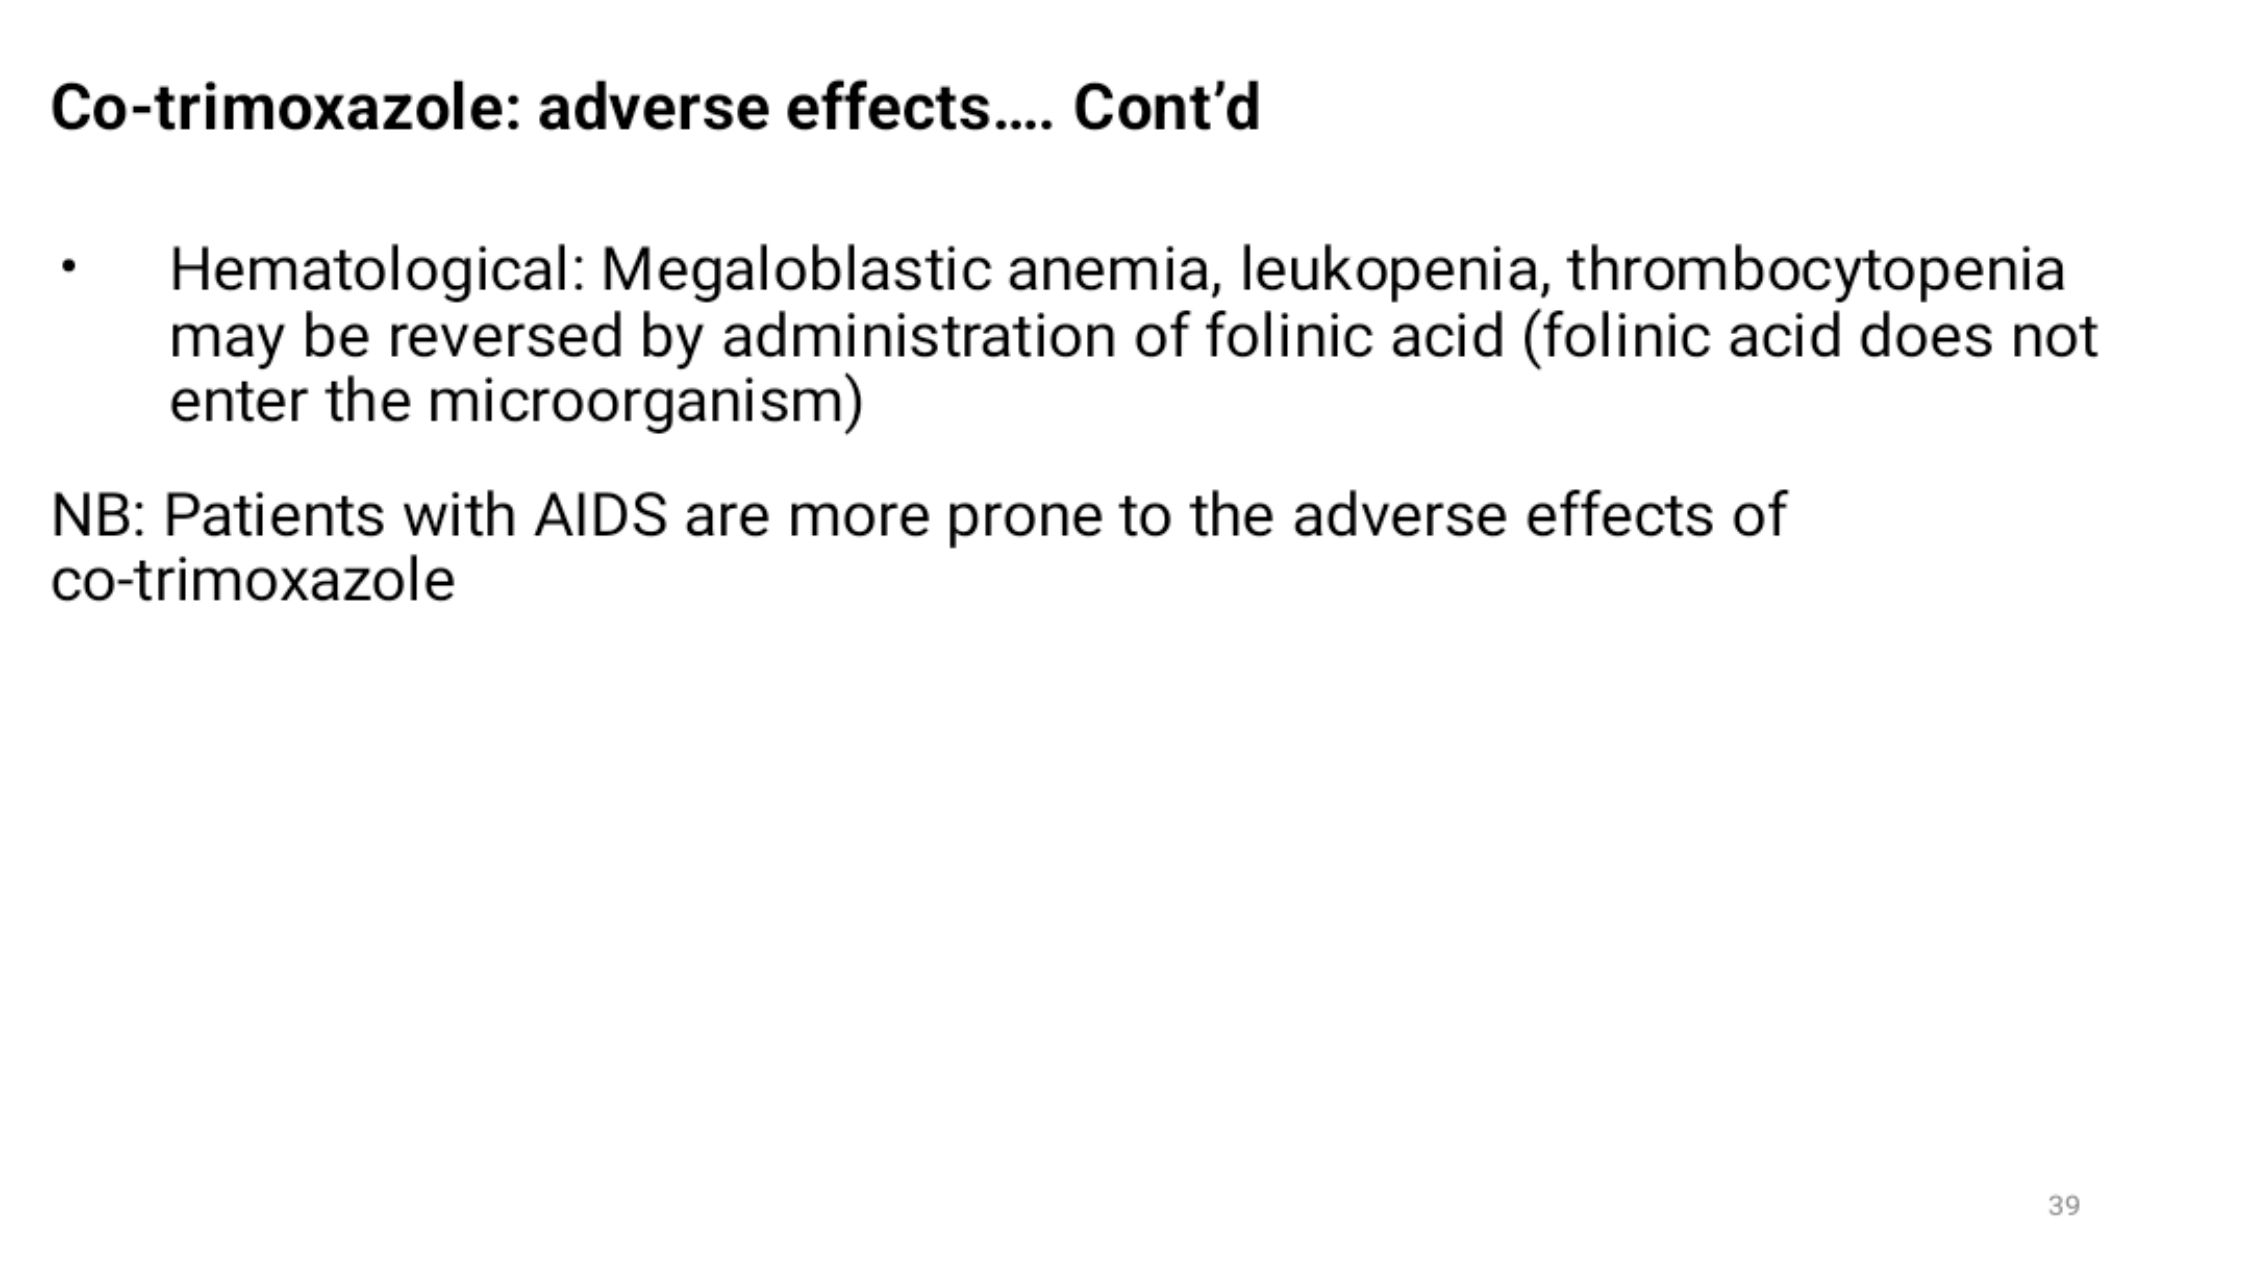 Co-trimoxazole: adverse effects.... Cont’d
• Hematological: Megaloblastic anemia, leukopenia, thrombocytopenia
may be reversed by administration of folinic acid (folinic acid does not
enter the microorganism)
NB: Patients with AIDS are more prone to the adverse effects of
co-trimoxazole
39